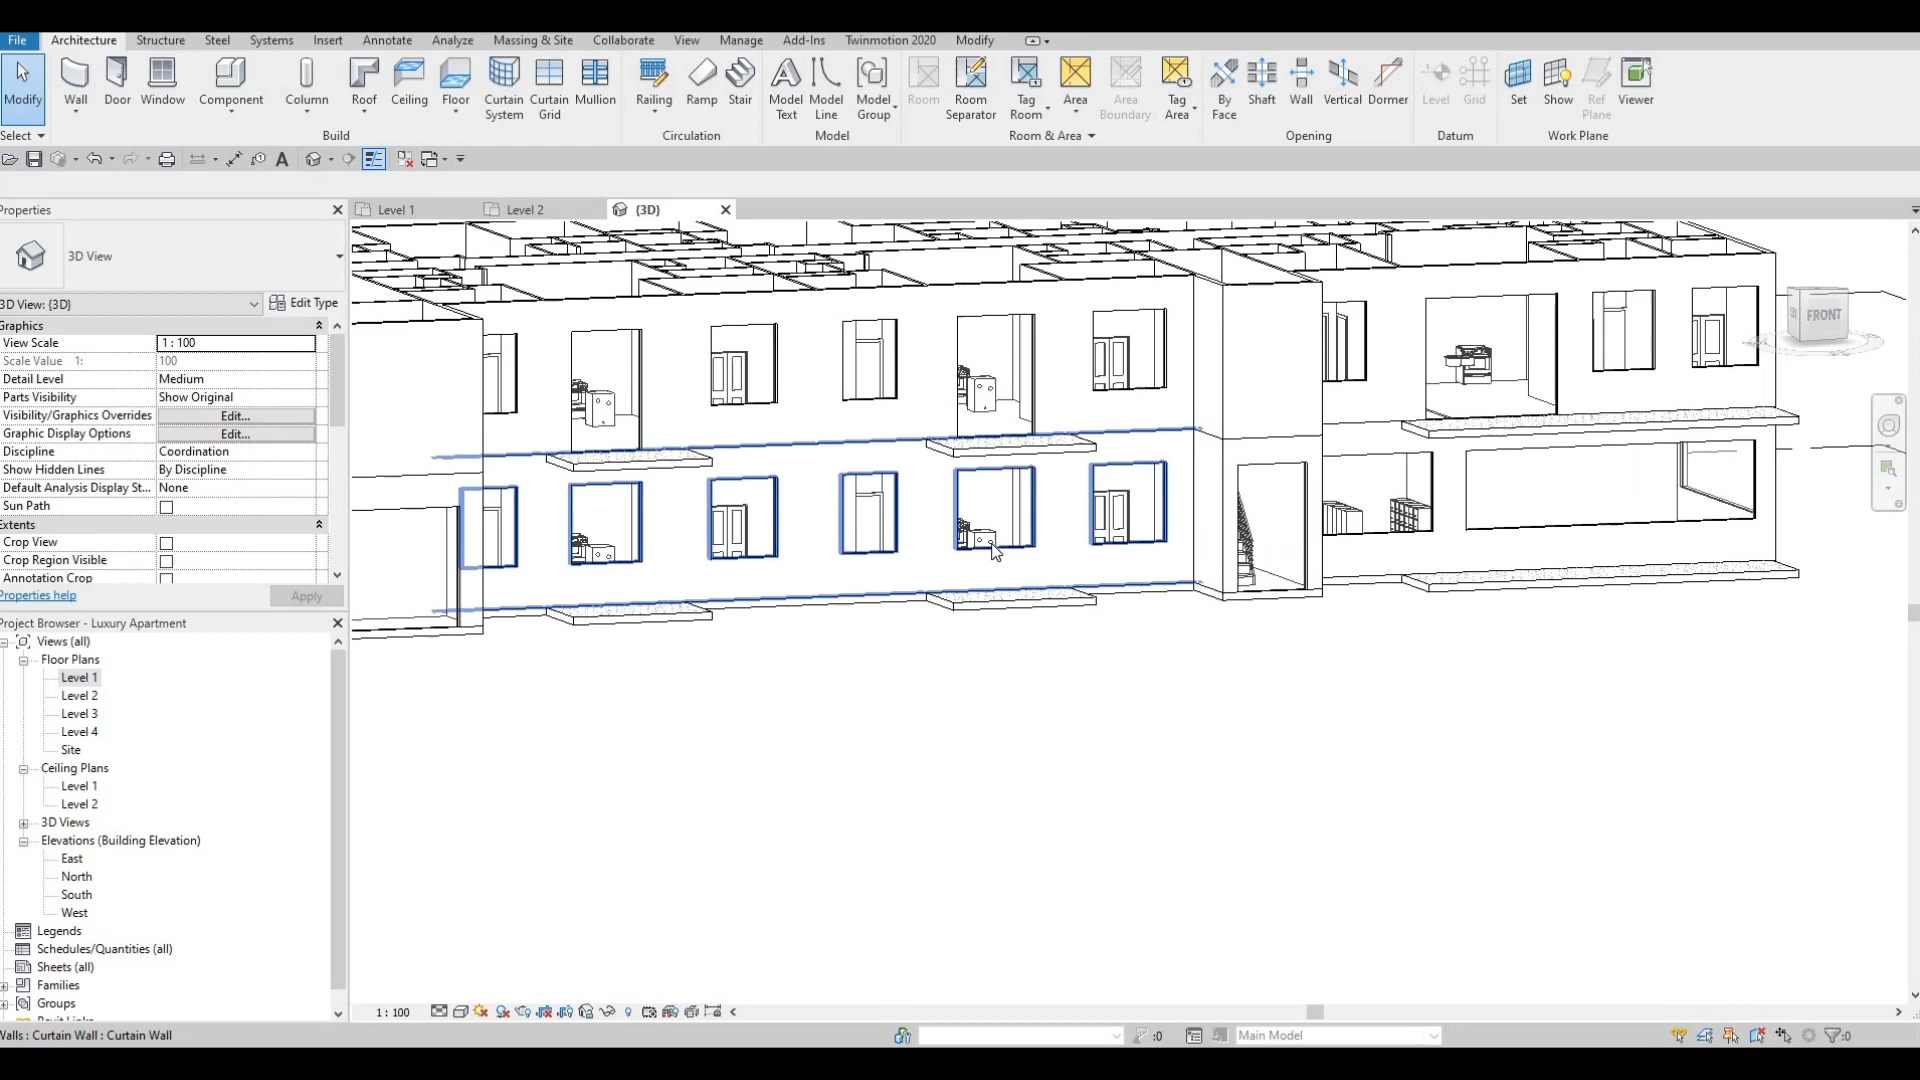 File Architecture Structure Steel Systems Insert Annotate Analyze Massing & Site Collaborate View Manage Add-Ins Twinmotion 2020 Modify
Modify Wall Door Window Component Column Roof Ceiling Floor Curtain System Curtain Grid Mullion Railing Ramp Stair Model Text Model Line Model Group Room Room Separator Tag Room Area Area Boundary Tag Area By Face Shaft Wall Vertical Dormer Level Grid Set Show Ref Plane Viewer
Select Build Circulation Model Room & Area Opening Datum Work Plane
Properties
Level 1 Level 2 {3D}
3D View
3D View: {3D} Edit Type
Graphics
View Scale 1 : 100
Scale Value 1: 100
Detail Level Medium
Parts Visibility Show Original
Visibility/Graphics Overrides Edit...
Graphic Display Options Edit...
Discipline Coordination
Show Hidden Lines By Discipline
Default Analysis Display St... None
Sun Path
Extents
Crop View
Crop Region Visible
Annotation Crop
Properties help Apply
FRONT
Project Browser - Luxury Apartment
Views (all)
Floor Plans
Level 1
Level 2
Level 3
Level 4
Site
Ceiling Plans
Level 1
Level 2
3D Views
Elevations (Building Elevation)
East
North
South
West
Legends
Schedules/Quantities (all)
Sheets (all)
Families
Groups
1 : 100
Walls : Curtain Wall : Curtain Wall :0 Main Model :0